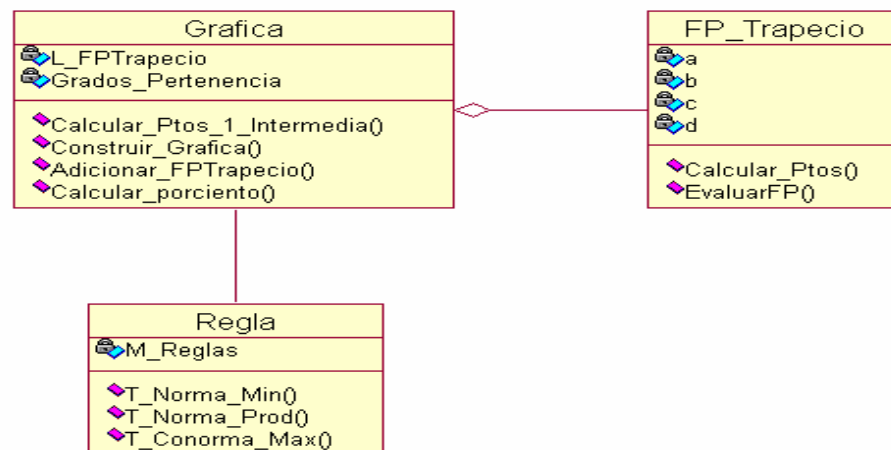 Grafica
L_FPTrapecio
Grados_Pertenencia
Calcular_Ptos_1_Intermedia()
Construir_Grafica()
Adicionar_FPTrapecio()
Calcular_porciento()
FP_Trapecio
a
b
c
d
Calcular_Ptos()
EvaluarFP()
Regla
M_Reglas
T_Norma_Min()
T_Norma_Prod()
T_Conorma_Max()